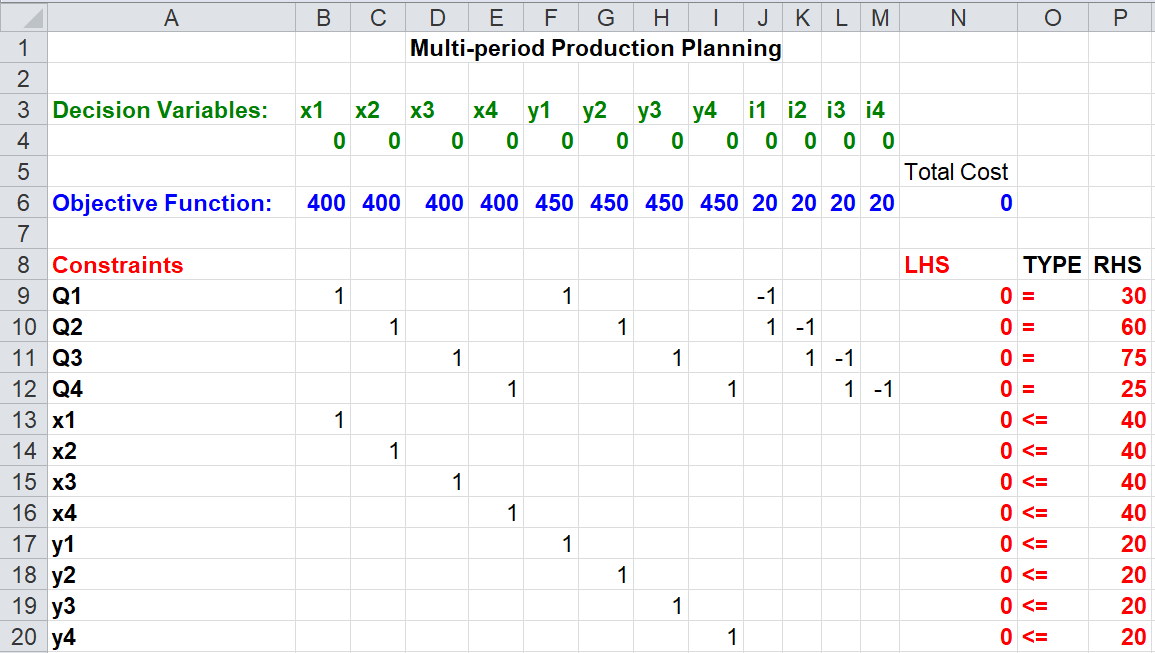 A B C D E F G H I J K L M N O P
1 Multi-period Production Planning
2
3 Decision Variables: x1 x2 x3 x4 y1 y2 y3 y4 i1 i2 i3 i4
4 0 0 0 0 0 0 0 0 0 0 0 0
5 Total Cost
6 Objective Function: 400 400 400 400 450 450 450 450 20 20 20 20 0
7
8 Constraints LHS TYPE RHS
9 Q1 1 1 -1 0 = 30
10 Q2 1 1 1 -1 0 = 60
11 Q3 1 1 1 -1 0 = 75
12 Q4 1 1 1 -1 0 = 25
13 x1 1 0 <= 40
14 x2 1 0 <= 40
15 x3 1 0 <= 40
16 x4 1 0 <= 40
17 y1 1 0 <= 20
18 y2 1 0 <= 20
19 y3 1 0 <= 20
20 y4 1 0 <= 20